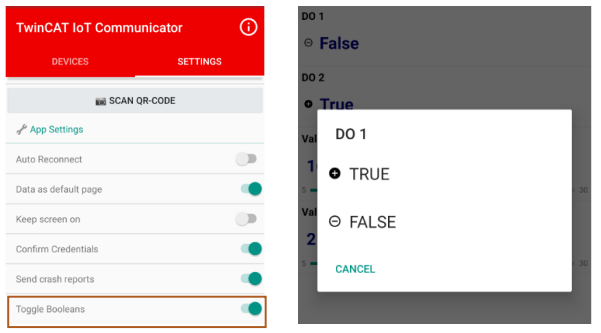 TwinCAT IoT Communicator
DEVICES
SETTINGS
SCAN QR-CODE
App Settings
Auto Reconnect
Data as default page
Keep screen on
Confirm Credentials
Send crash reports
Toggle Booleans
DO 1
False
DO 2
True
Val
1
5
30
Val
2
5
30
DO 1
TRUE
FALSE
CANCEL